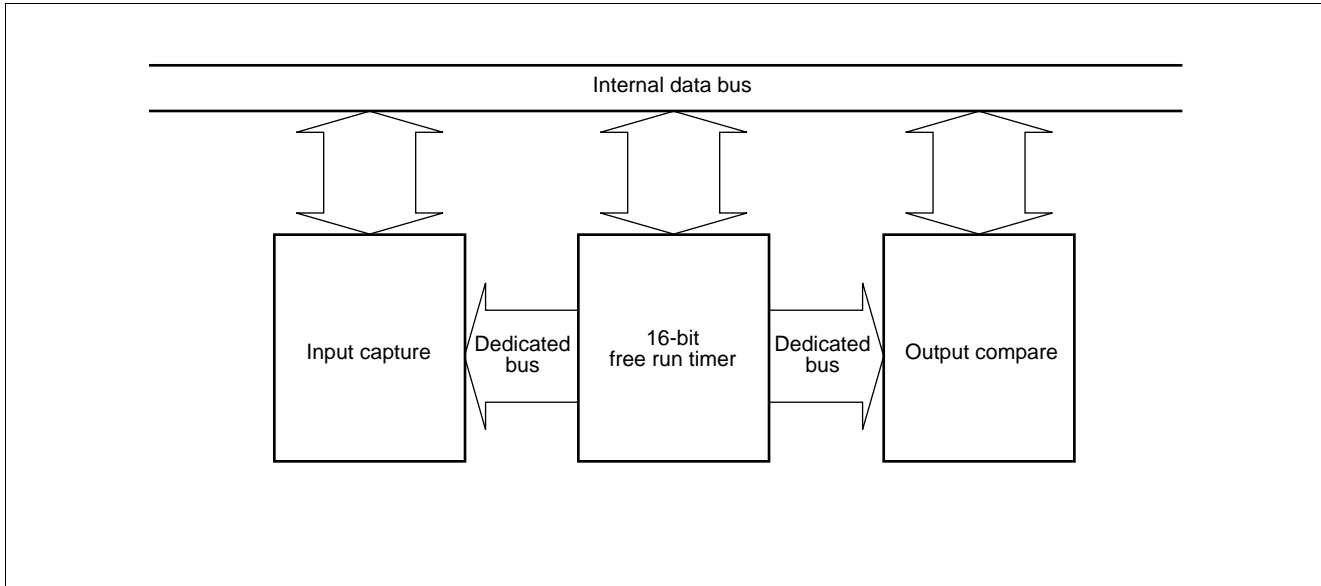 Internal data bus
Input capture
Dedicated
bus
16-bit
free run timer
Dedicated
bus
Output compare